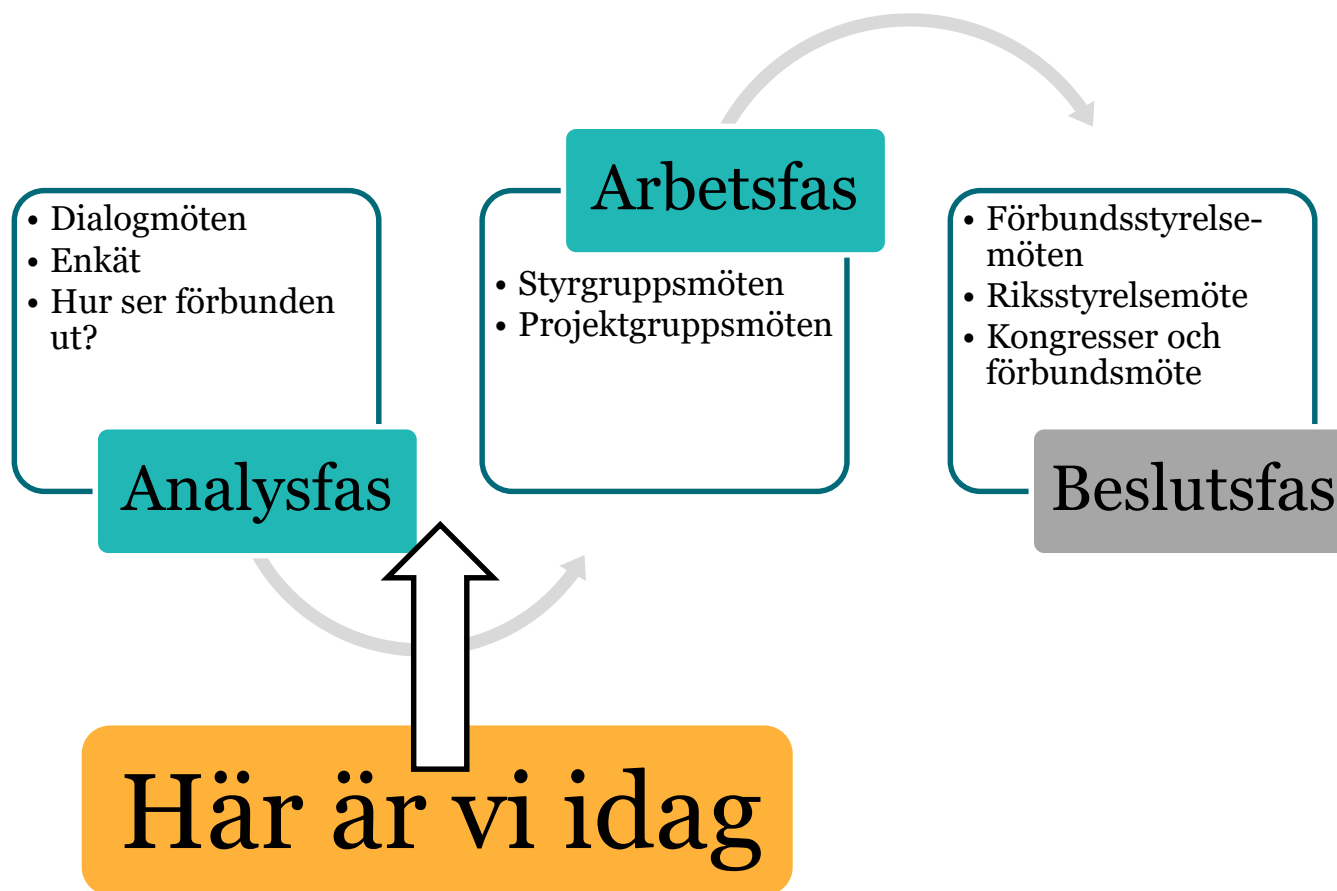 • Dialogmöten
• Enkät
• Hur ser förbunden
ut?
Analysfas
Arbetsfas
• Styrgruppsmöten
• Projektgruppsmöten
• Förbundsstyrelse-
möten
• Riksstyrelsemöte
• Kongresser och
förbundsmöte
Beslutsfas
Här är vi idag